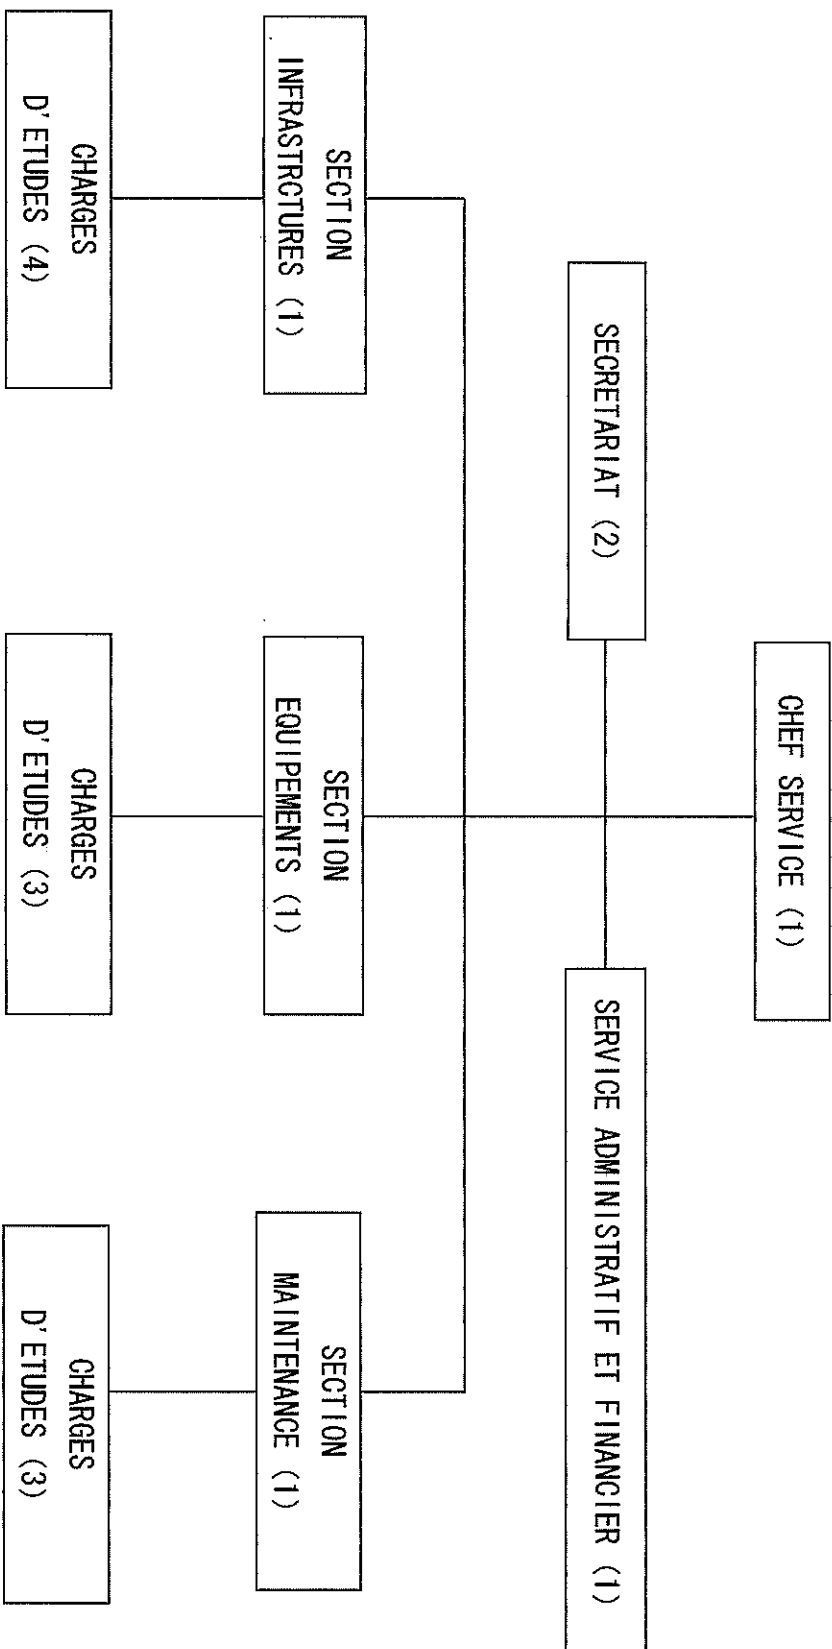 CHEF SERVICE (1)
SECRETARIAT (2)
SERVICE ADMINISTRATIF ET FINANCIER (1)
SECTION
INFRASTRCTURES (1)
SECTION
EQUIPEMENTS (1)
SECTION
MAINTENANCE (1)
CHARGES
D'ETUDES (4)
CHARGES
D'ETUDES (3)
CHARGES
D'ETUDES (3)